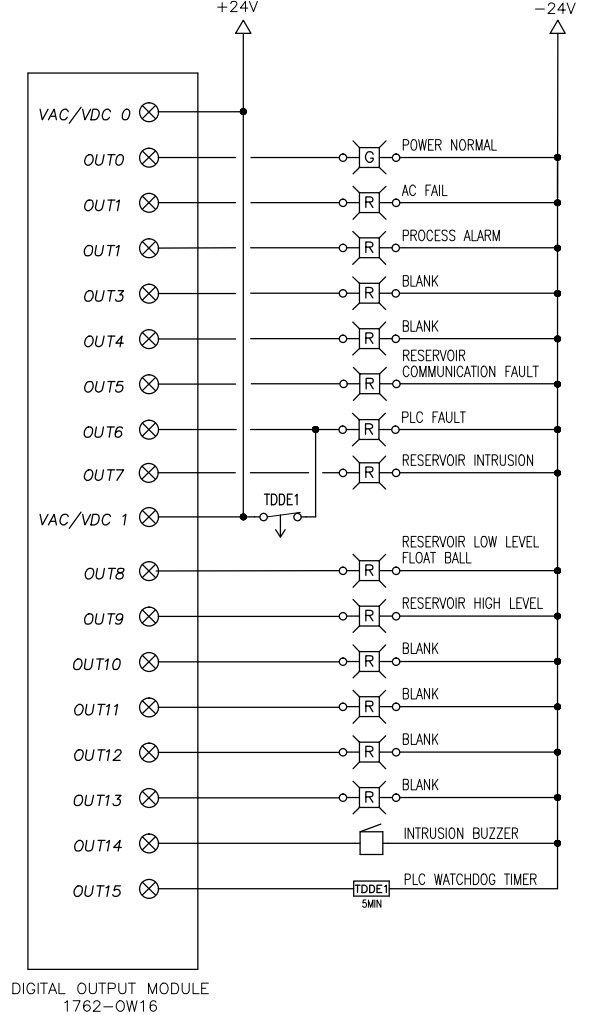 +24V
−24V
VAC/VDC 0
OUT0
G
POWER NORMAL
OUT1
R
AC FAIL
OUT1
R
PROCESS ALARM
OUT3
R
BLANK
OUT4
R
BLANK
OUT5
R
RESERVOIR
COMMUNICATION FAULT
OUT6
R
PLC FAULT
OUT7
R
RESERVOIR INTRUSION
VAC/VDC 1
TDDE1
OUT8
R
RESERVOIR LOW LEVEL
FLOAT BALL
OUT9
R
RESERVOIR HIGH LEVEL
OUT10
R
BLANK
OUT11
R
BLANK
OUT12
R
BLANK
OUT13
R
BLANK
OUT14
INTRUSION BUZZER
OUT15
TDDE1
5MIN
PLC WATCHDOG TIMER
DIGITAL OUTPUT MODULE
1762−OW16